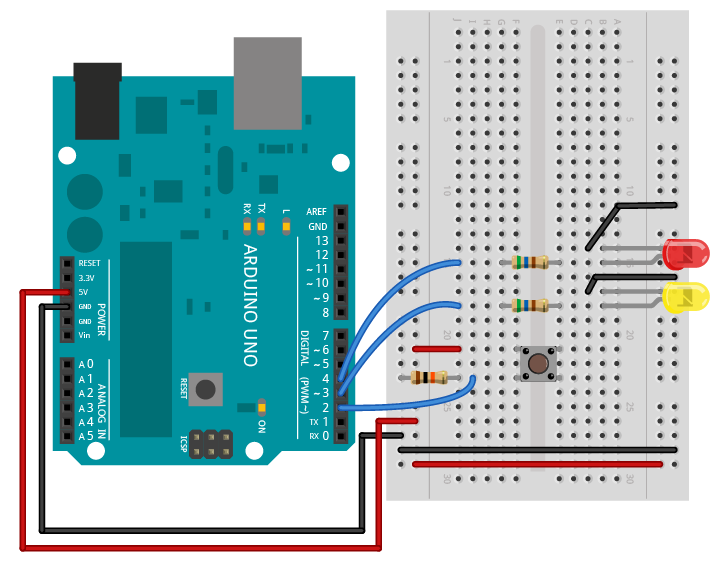 J I H G F E D C B A
1 1
5 5
10 10
15
20 20
25 25
30 30
RX TX L
AREF
GND
13
12
~11
~10
~9
8
7
~6
~5
4
~3
2
TX 1
RX 0
DIGITAL (PWM~)
ARDUINO UNO
RESET
3.3V
5V
GND
GND
Vin
POWER
A0
A1
A2
A3
A4
A5
ANALOG IN
RESET
ICSP
ON